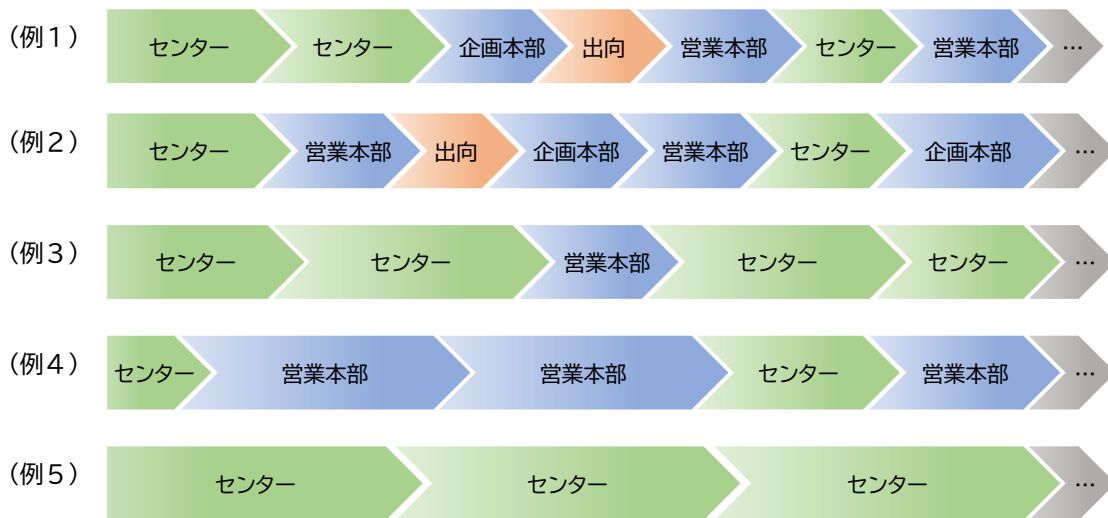 （例１） センター センター 企画本部 出向 営業本部 センター 営業本部 …
（例２） センター 営業本部 出向 企画本部 営業本部 センター 企画本部 …
（例３） センター センター 営業本部 センター センター …
（例４） センター 営業本部 営業本部 センター 営業本部 …
（例５） センター センター センター …